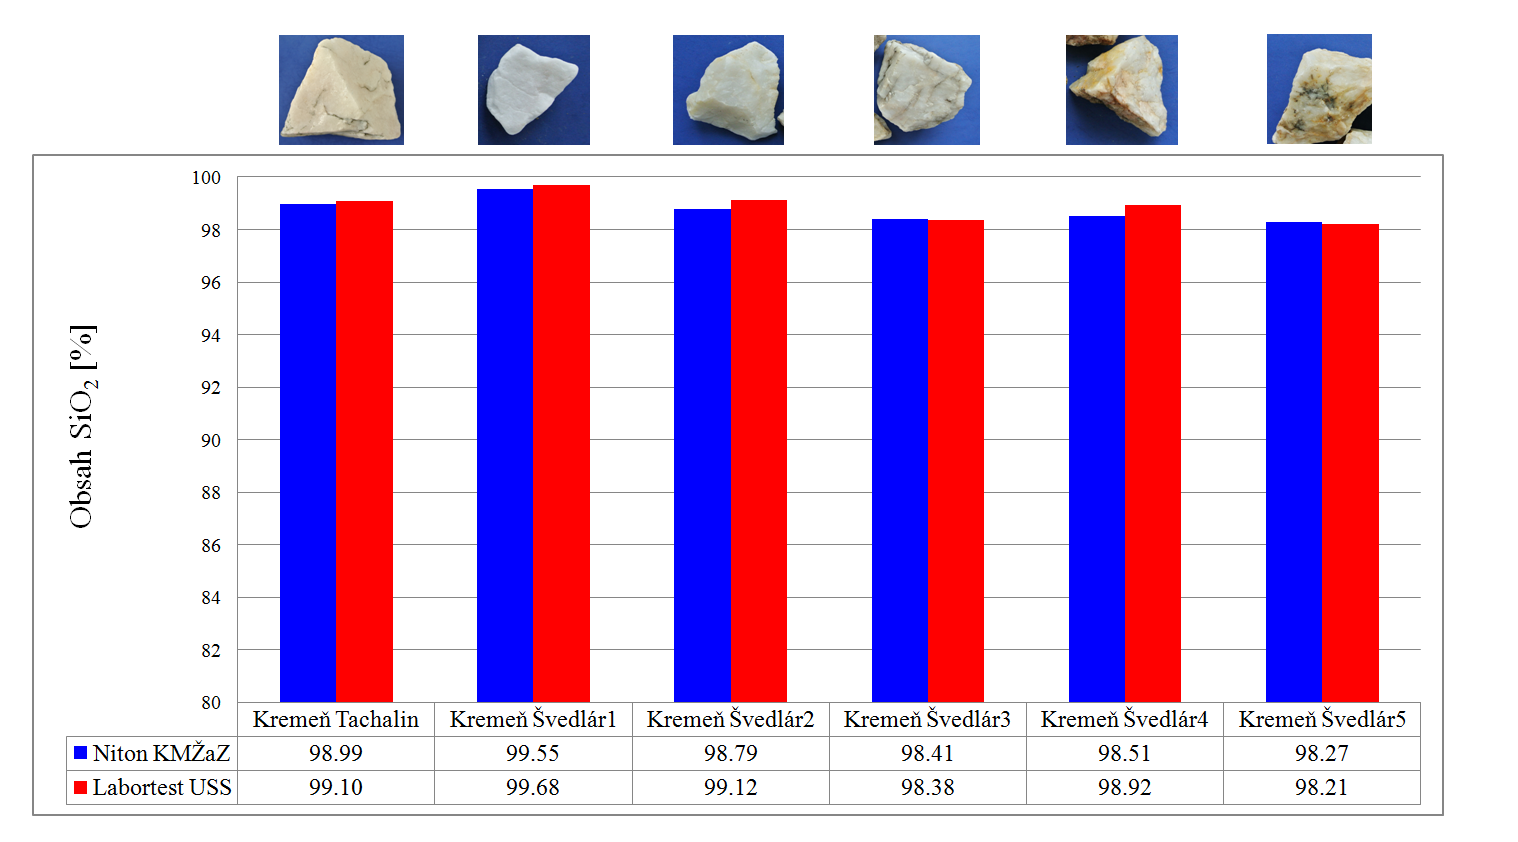 Obsah SiO₂ [%]
100
98
96
94
92
90
88
86
84
82
80
Kremeň Tachalin Kremeň Švedlár1 Kremeň Švedlár2 Kremeň Švedlár3 Kremeň Švedlár4 Kremeň Švedlár5
Niton KMŽaZ 98.99 99.55 98.79 98.41 98.51 98.27
Labortest USS 99.10 99.68 99.12 98.38 98.92 98.21